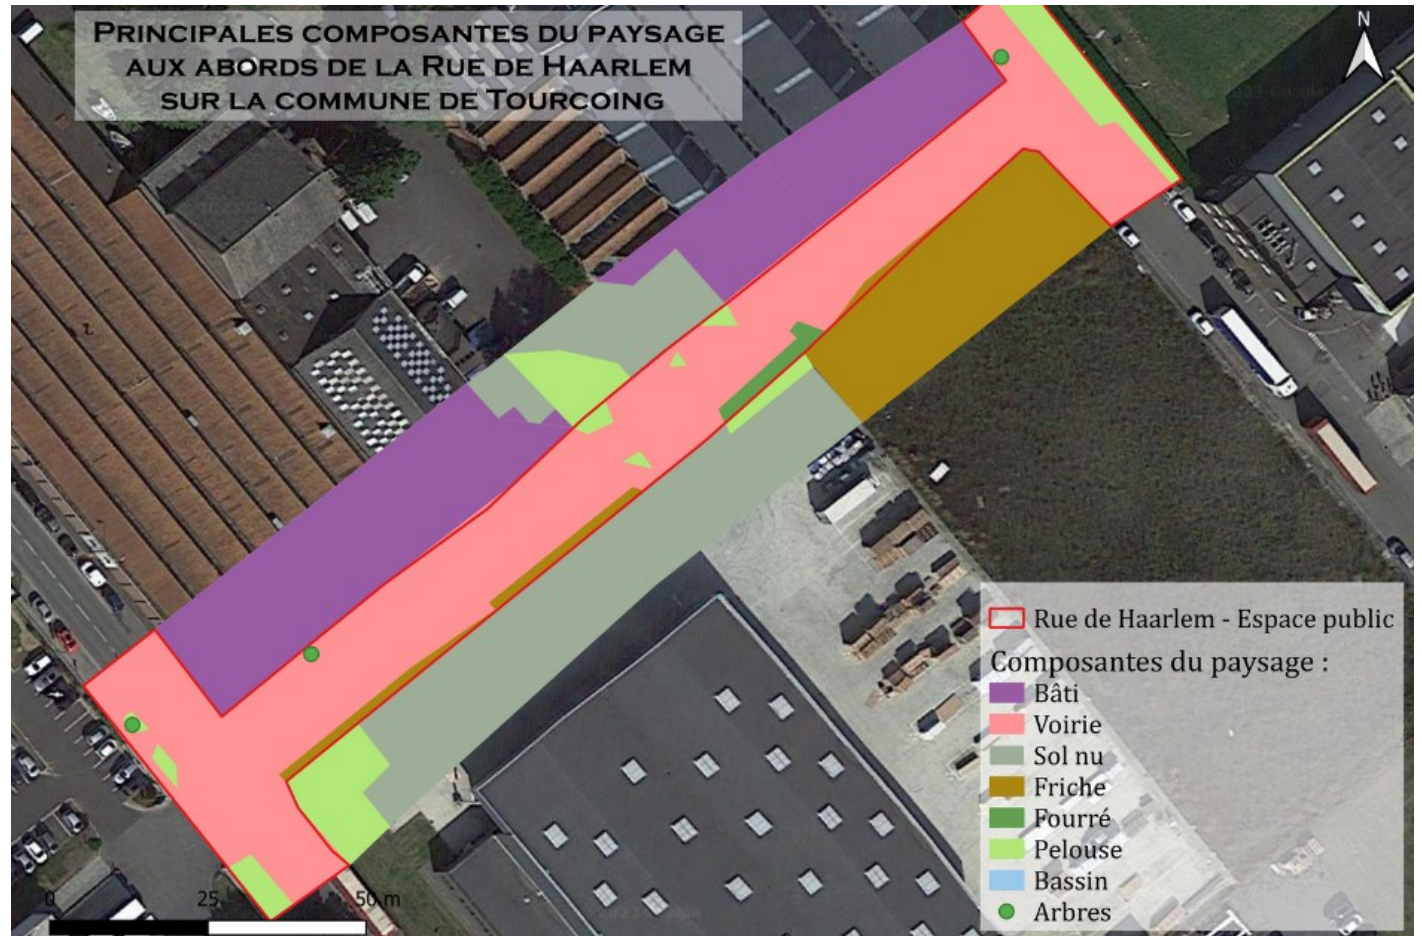 PRINCIPALES COMPOSANTES DU PAYSAGE
AUX ABORDS DE LA RUE DE HAARLEM
SUR LA COMMUNE DE TOURCOING
N
Rue de Haarlem - Espace public
Composantes du paysage :
Bâti
Voirie
Sol nu
Friche
Fourré
Pelouse
Bassin
Arbres
0 25 50 m